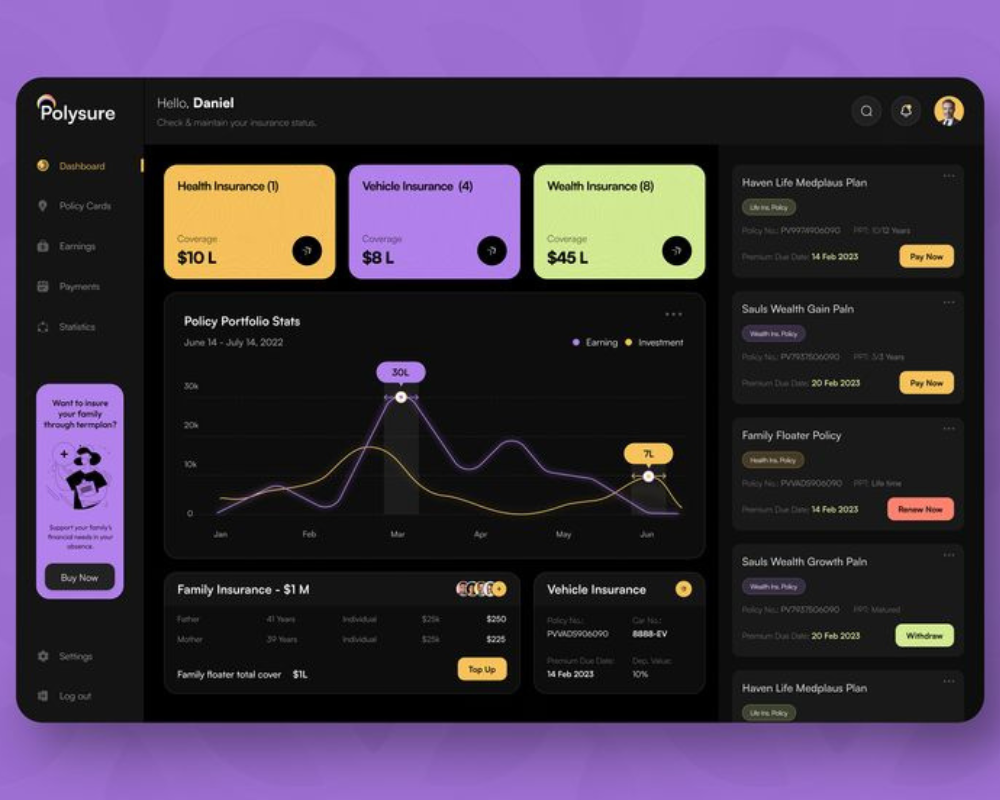 Polysure
Dashboard
Policy Cards
Earnings
Payments
Statistics
Want to insure
your family
through termplan?
Support your family's
financial needs in your
absence.
Buy Now
Settings
Log out
Hello, Daniel
Check & maintain your insurance status.
Health Insurance (1)
Coverage
$10 L
Vehicle Insurance (4)
Coverage
$8 L
Wealth Insurance (8)
Coverage
$45 L
Policy Portfolio Stats
June 14 - July 14, 2022
Earning Investment
30L
7L
30k
20k
10k
0
Jan Feb Mar Apr May Jun
Family Insurance - $1 M
Father 41 Years Individual $25k $250
Mother 39 Years Individual $25k $225
Family floater total cover $1L
Top Up
Vehicle Insurance
Policy No.: Car No.:
PVVADS906090 8888-EV
Premium Due Date: Dep. Value:
14 Feb 2023 10%
Haven Life Medplaus Plan
Life Ins. Policy
Policy No.: PV9974906090 PPT: 10/12 Years
Premium Due Date: 14 Feb 2023
Pay Now
Sauls Wealth Gain Paln
Wealth Ins. Policy
Policy No.: PV7937506090 PPT: 3/3 Years
Premium Due Date: 20 Feb 2023
Pay Now
Family Floater Policy
Health Ins. Policy
Policy No.: PVVADS906090 PPT: Life time
Premium Due Date: 14 Feb 2023
Renew Now
Sauls Wealth Growth Paln
Wealth Ins. Policy
Policy No.: PV7937506090 PPT: Matured
Premium Due Date: 20 Feb 2023
Withdraw
Haven Life Medplaus Plan
Life Ins. Policy